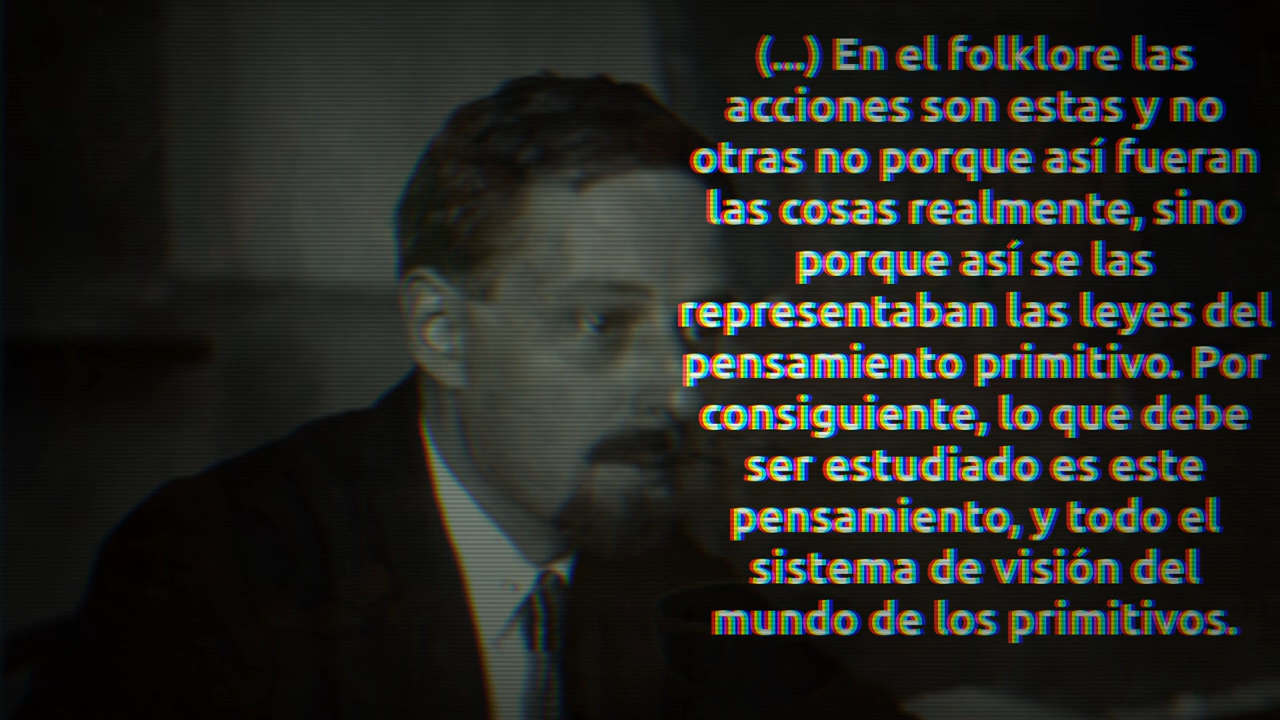 (...) En el folklore las
acciones son estas y no
otras no porque así fueran
las cosas realmente, sino
porque así se las
representaban las leyes del
pensamiento primitivo. Por
consiguiente, lo que debe
ser estudiado es este
pensamiento, y todo el
sistema de visión del
mundo de los primitivos.